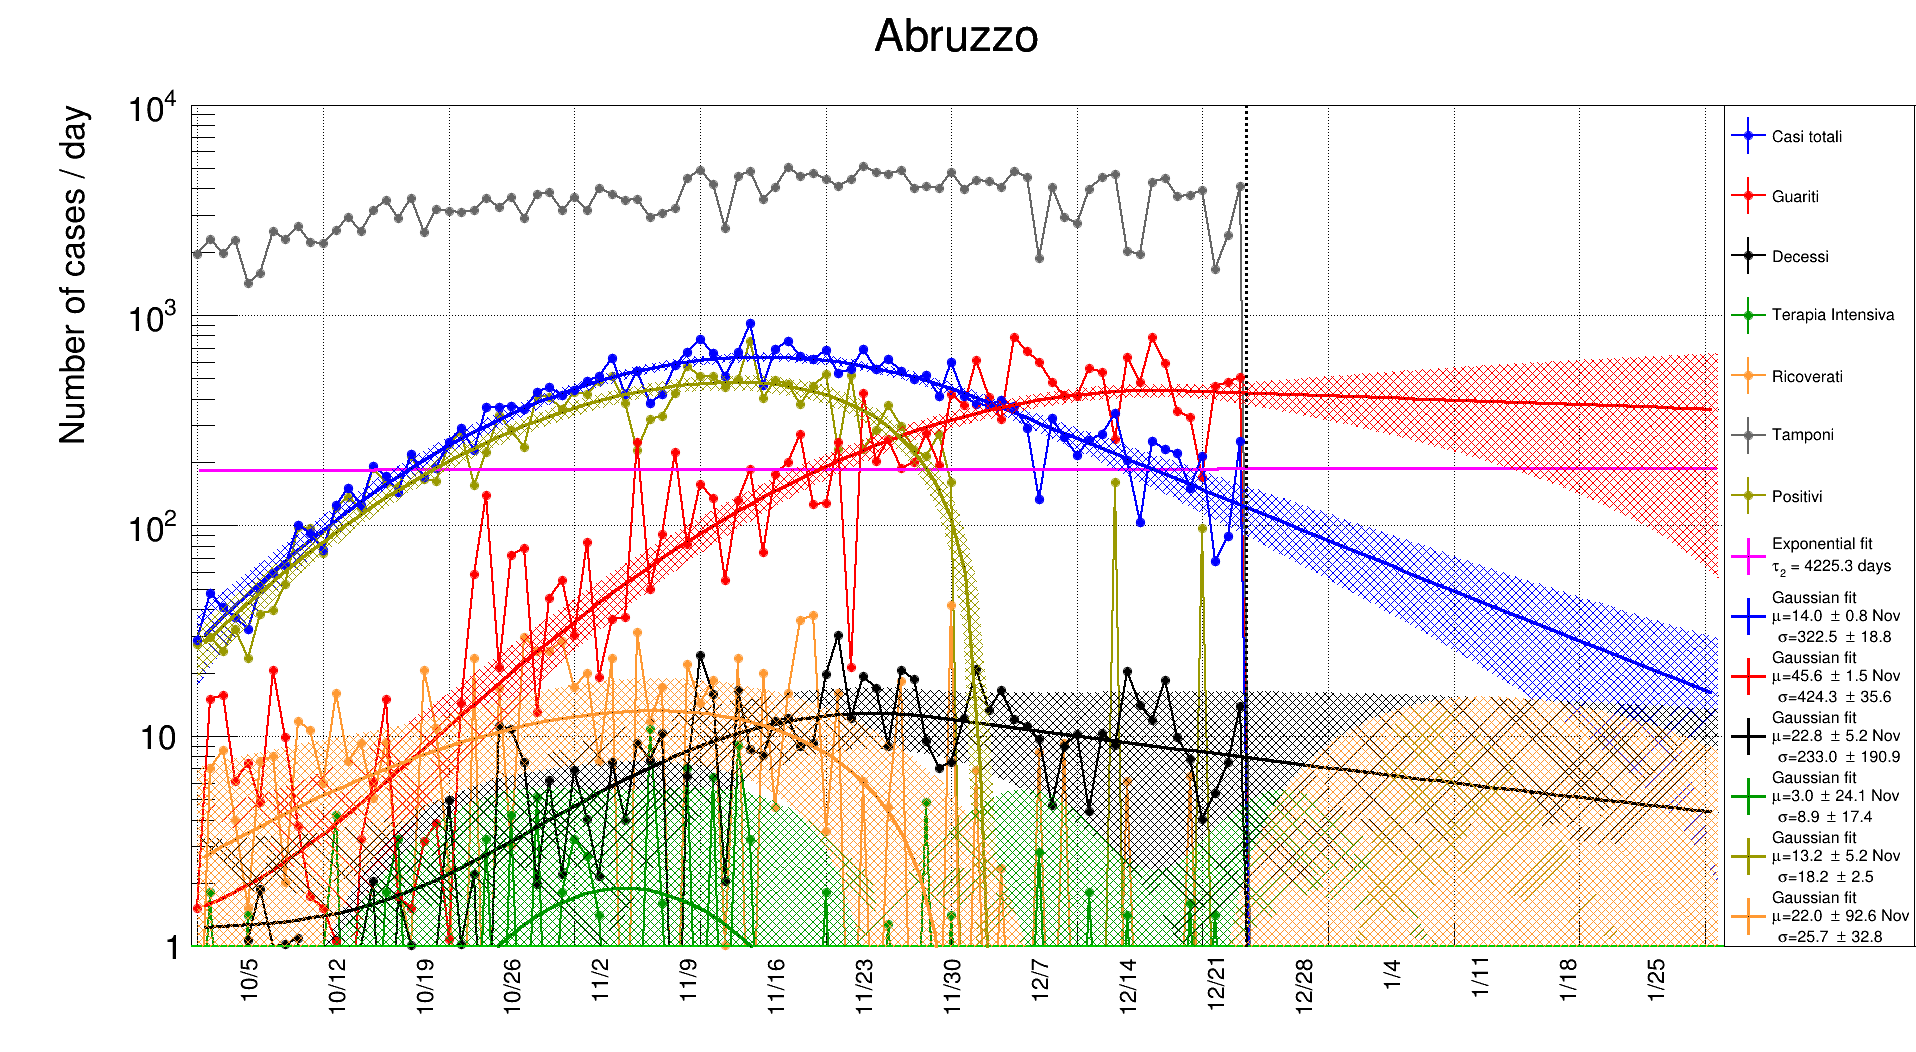 Abruzzo
Number of cases / day
10⁴
10³
10²
10
1
10/5
10/12
10/19
10/26
11/2
11/9
11/16
11/23
11/30
12/7
12/14
12/21
12/28
1/4
1/11
1/18
1/25
Casi totali
Guariti
Decessi
Terapia Intensiva
Ricoverati
Tamponi
Positivi
Exponential fit
τ₂ = 4225.3 days
Gaussian fit
μ=14.0 ± 0.8 Nov
σ=322.5 ± 18.8
Gaussian fit
μ=45.6 ± 1.5 Nov
σ=424.3 ± 35.6
Gaussian fit
μ=22.8 ± 5.2 Nov
σ=233.0 ± 190.9
Gaussian fit
μ=3.0 ± 24.1 Nov
σ=8.9 ± 17.4
Gaussian fit
μ=13.2 ± 5.2 Nov
σ=18.2 ± 2.5
Gaussian fit
μ=22.0 ± 92.6 Nov
σ=25.7 ± 32.8